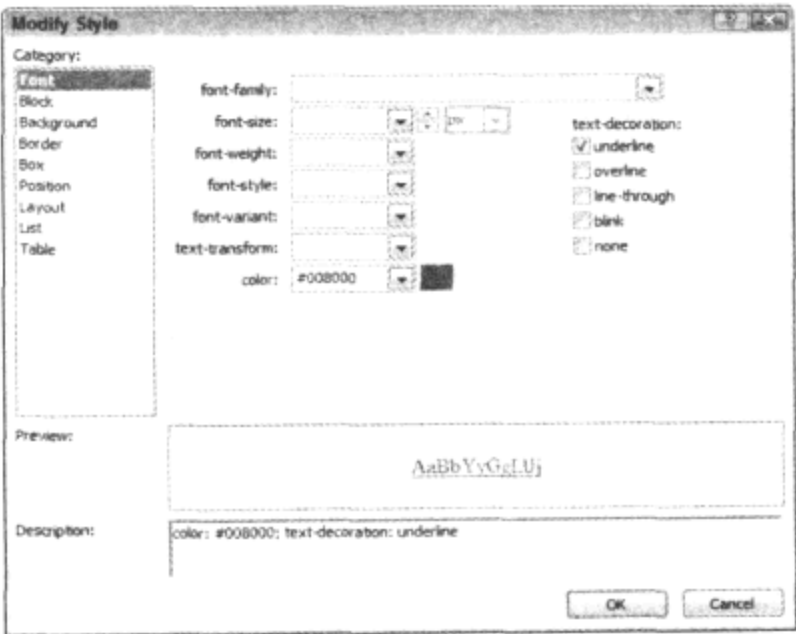 Modify Style
Category:
Font
Block
Background
Border
Box
Position
Layout
List
Table
font-family:
font-size:
px
font-weight:
font-style:
font-variant:
text-transform:
color:
#008000
text-decoration:
underline
overline
line-through
blink
none
Preview:
AaBbYyGgLlJj
Description:
color: #008000; text-decoration: underline
OK
Cancel